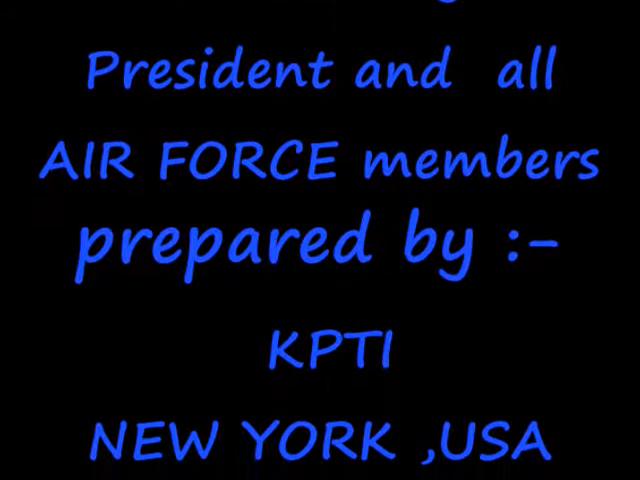 President and all
AIR FORCE members
prepared by :-
KPTI
NEW YORK ,USA